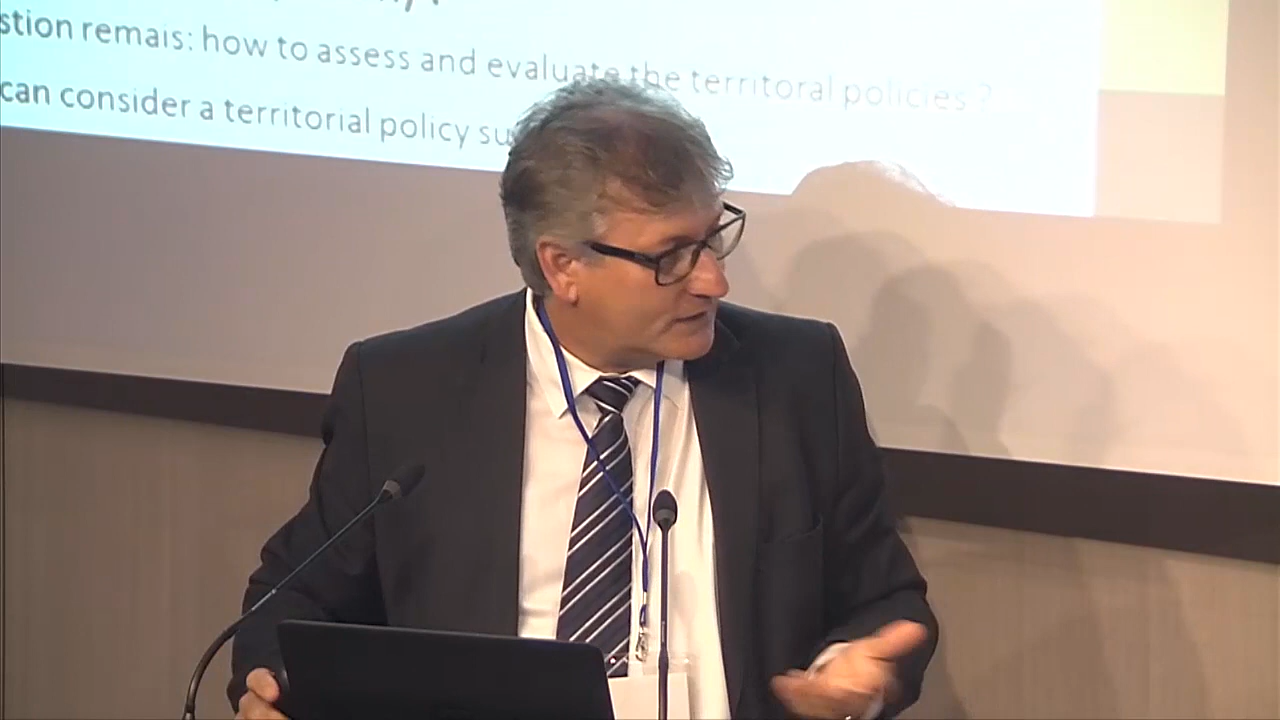 stion remais: how to assess and evaluate the territoral policies ?
can consider a territorial policy su